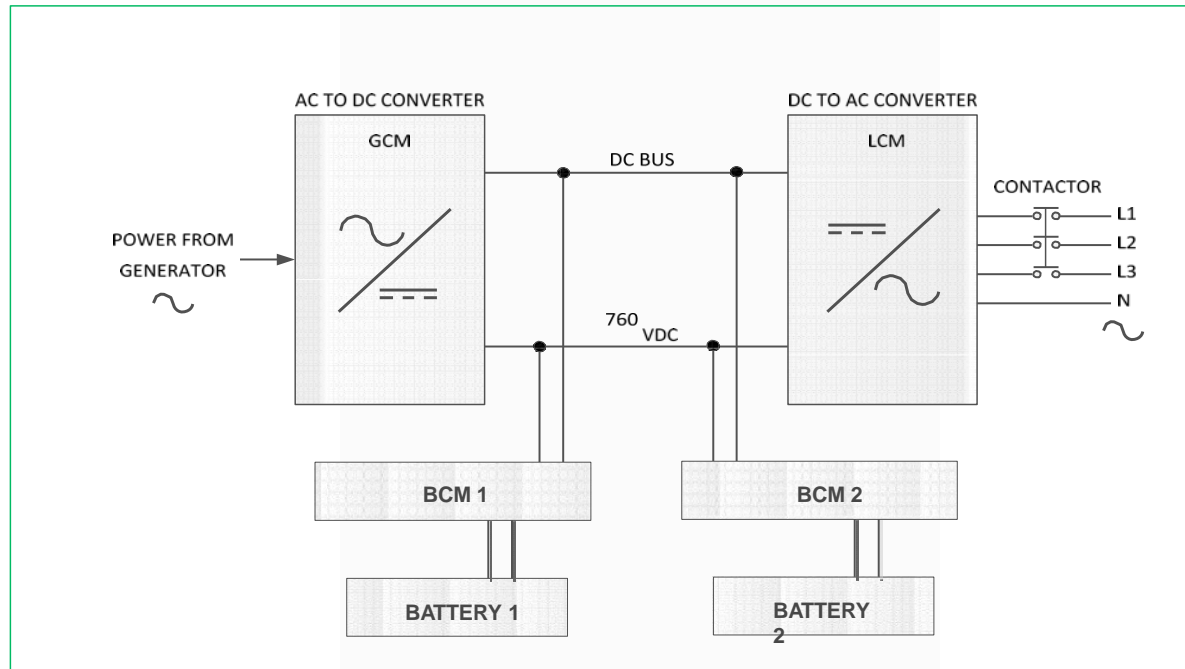 AC TO DC CONVERTER
DC TO AC CONVERTER
GCM
LCM
DC BUS
CONTACTOR
L1
L2
L3
N
POWER FROM
GENERATOR
760
VDC
BCM 1
BCM 2
BATTERY 1
BATTERY
2